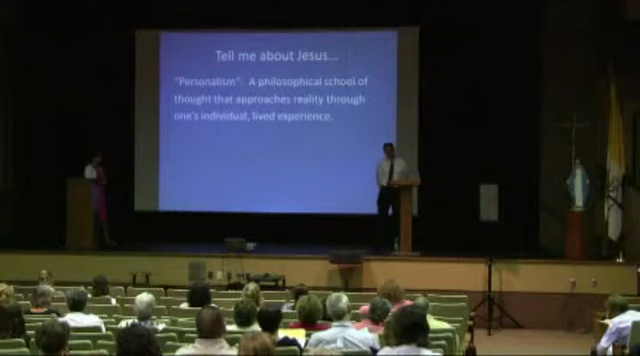 Tell me about Jesus...
"Personalism": A philosophical school of
thought that approaches reality through
one's individual, lived experience.